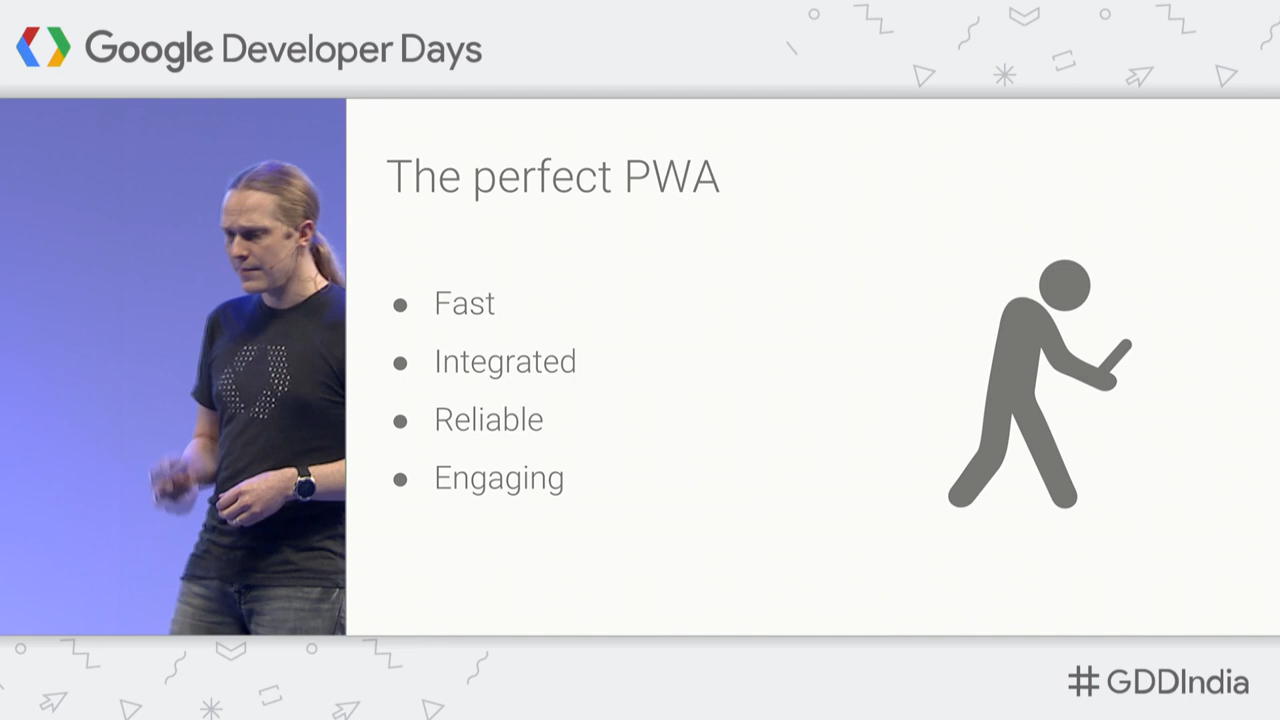 Google Developer Days
The perfect PWA
Fast
Integrated
Reliable
Engaging
#GDDIndia